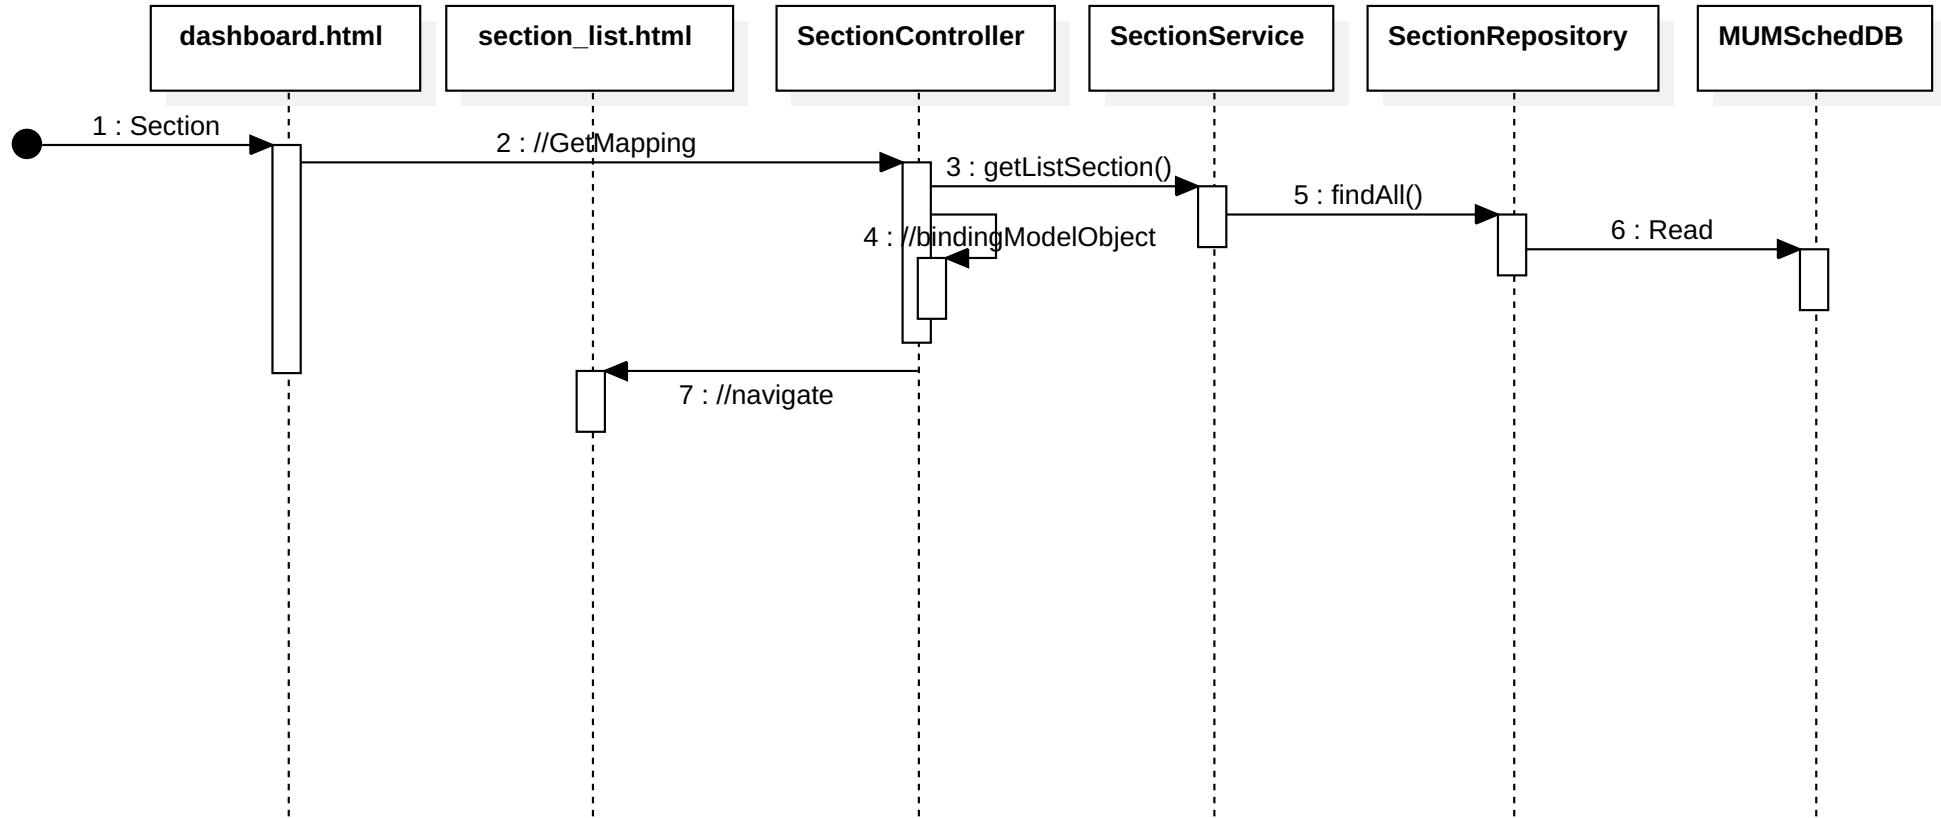 dashboard.html
section_list.html
SectionController
SectionService
SectionRepository
MUMSchedDB
1 : Section
2 : //GetMapping
3 : getListSection()
5 : findAll()
4 : //bindingModelObject
6 : Read
7 : //navigate